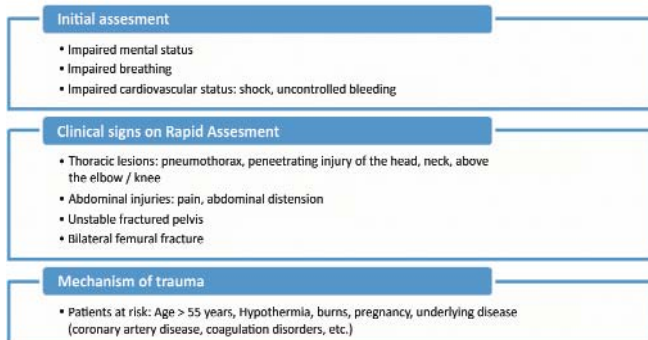 Initial assesment
• Impaired mental status
• Impaired breathing
• Impaired cardiovascular status: shock, uncontrolled bleeding
Clinical signs on Rapid Assesment
• Thoracic lesions: pneumothorax, peneetrating injury of the head, neck, above
the elbow / knee
• Abdominal injuries: pain, abdominal distension
• Unstable fractured pelvis
• Bilateral femural fracture
Mechanism of trauma
• Patients at risk: Age > 55 years, Hypothermia, burns, pregnancy, underlying disease
(coronary artery disease, coagulation disorders, etc.)